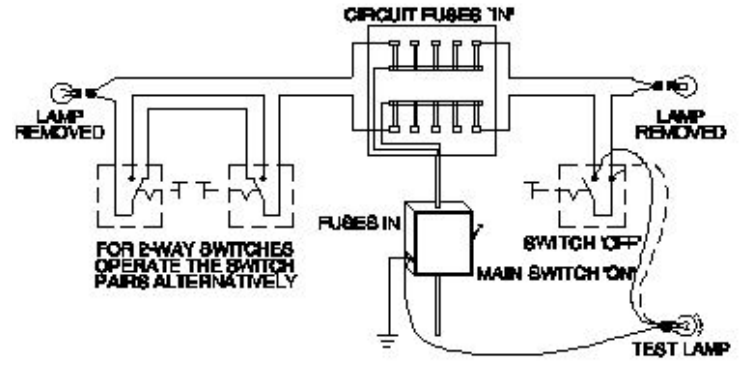 CIRCUIT FUSES 'IN'
LAMP
REMOVED
LAMP
REMOVED
FUSES IN
SWITCH 'OFF'
FOR 2-WAY SWITCHES
OPERATE THE SWITCH
PAIRS ALTERNATIVELY
MAIN SWITCH 'ON'
TEST LAMP